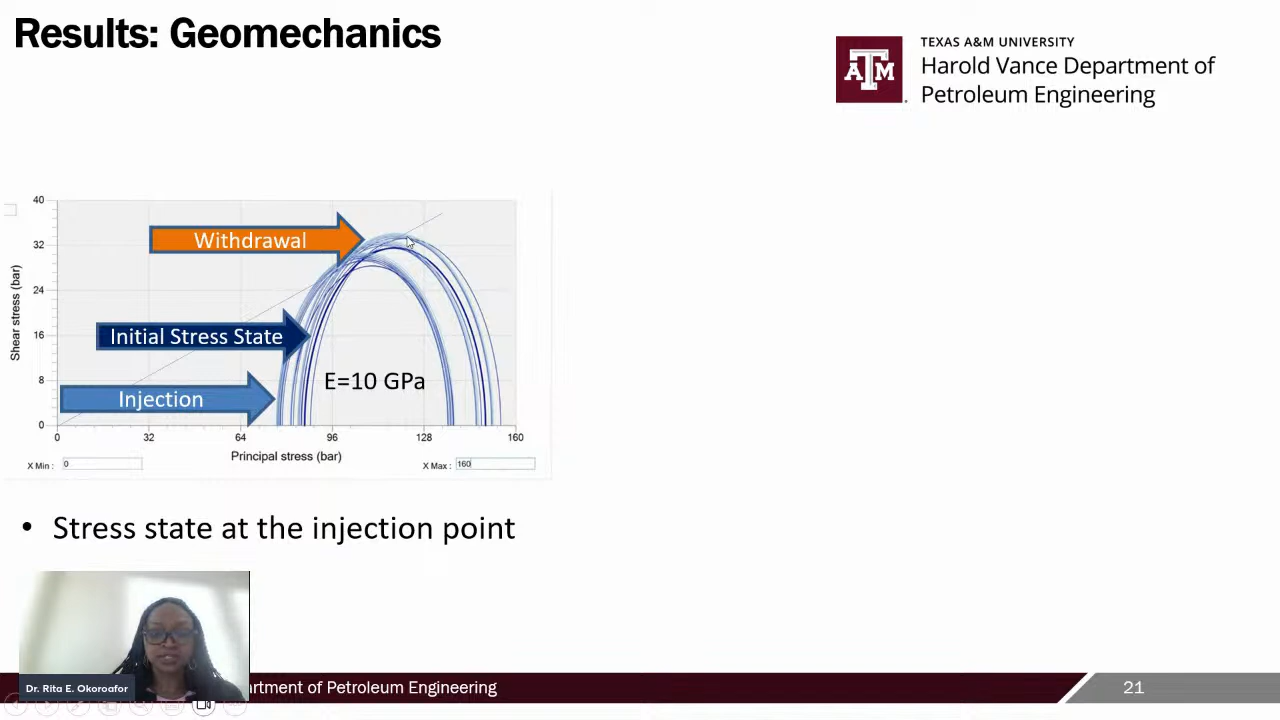 Results: Geomechanics
TEXAS A&M UNIVERSITY
Harold Vance Department of
Petroleum Engineering
ATM
40
32
24
16
8
0
Shear stress (bar)
Withdrawal
Initial Stress State
Injection
E=10 GPa
0 32 64 96 128 160
Principal stress (bar)
X Min : 0
X Max : 160
• Stress state at the injection point
Dr. Rita E. Okoroafor
artment of Petroleum Engineering
21